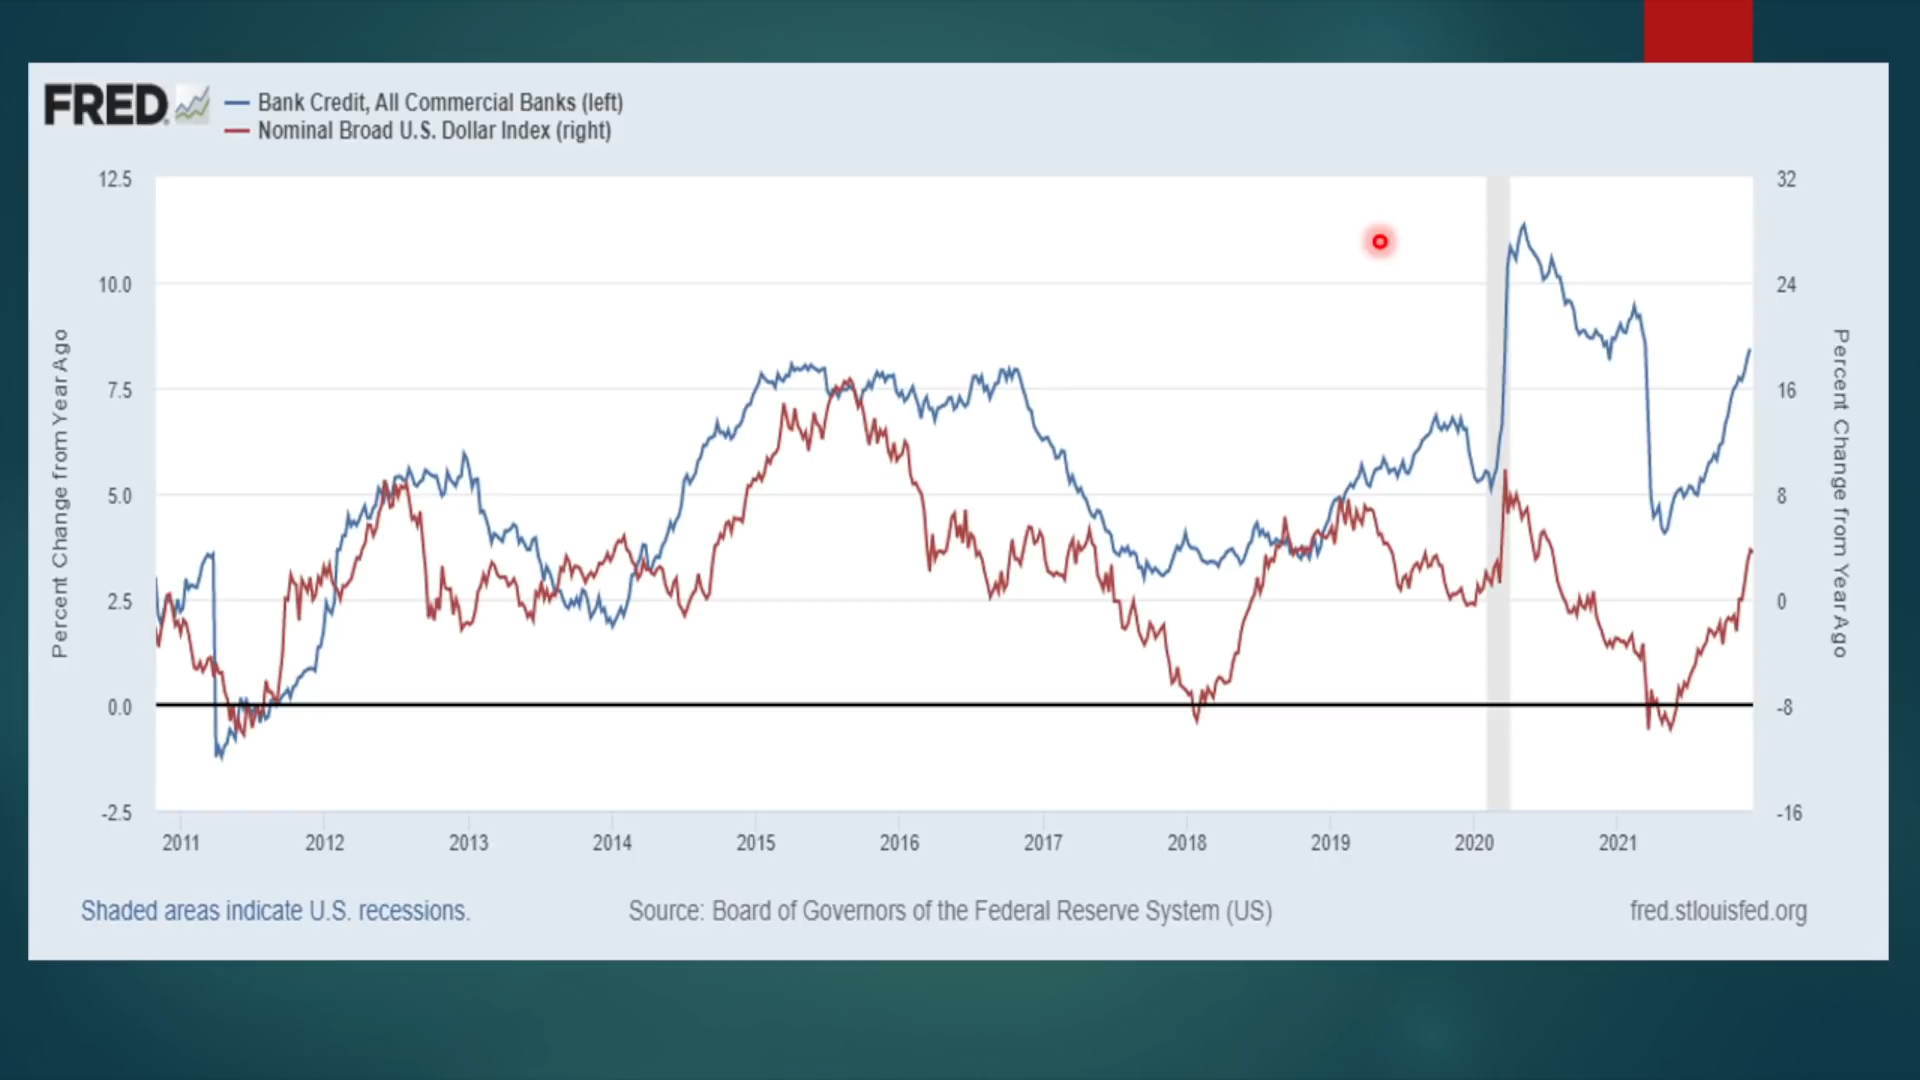 FRED
Bank Credit, All Commercial Banks (left)
Nominal Broad U.S. Dollar Index (right)
Percent Change from Year Ago
12.5
10.0
7.5
5.0
2.5
0.0
-2.5
32
24
16
8
0
-8
-16
Percent Change from Year Ago
2011 2012 2013 2014 2015 2016 2017 2018 2019 2020 2021
Shaded areas indicate U.S. recessions. Source: Board of Governors of the Federal Reserve System (US) fred.stlouisfed.org